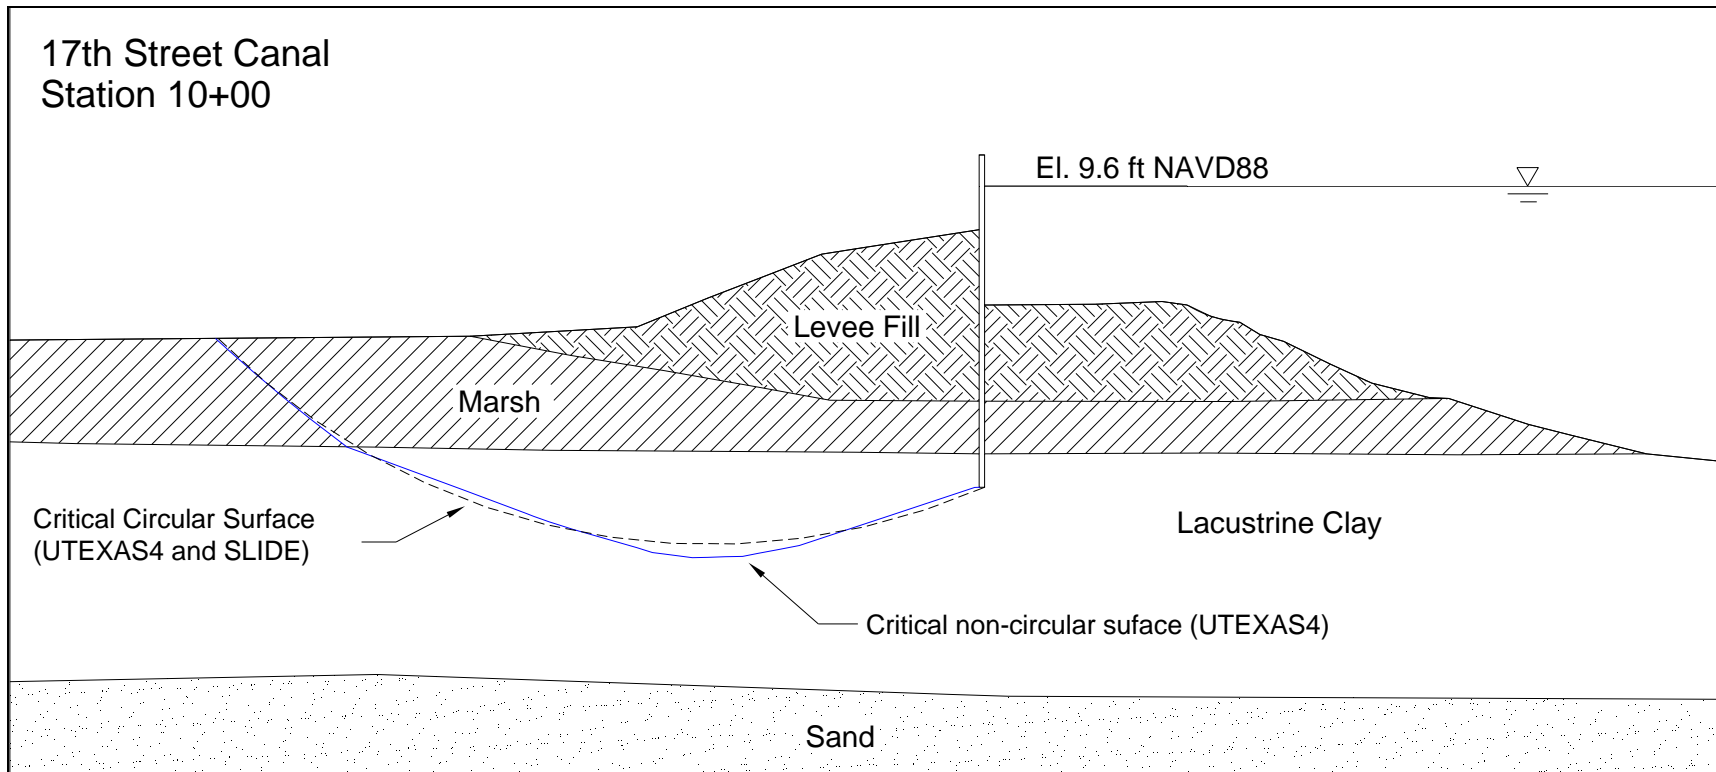 17th Street Canal
Station 10+00
El. 9.6 ft NAVD88
Levee Fill
Marsh
Critical Circular Surface
(UTEXAS4 and SLIDE)
Lacustrine Clay
Critical non-circular suface (UTEXAS4)
Sand